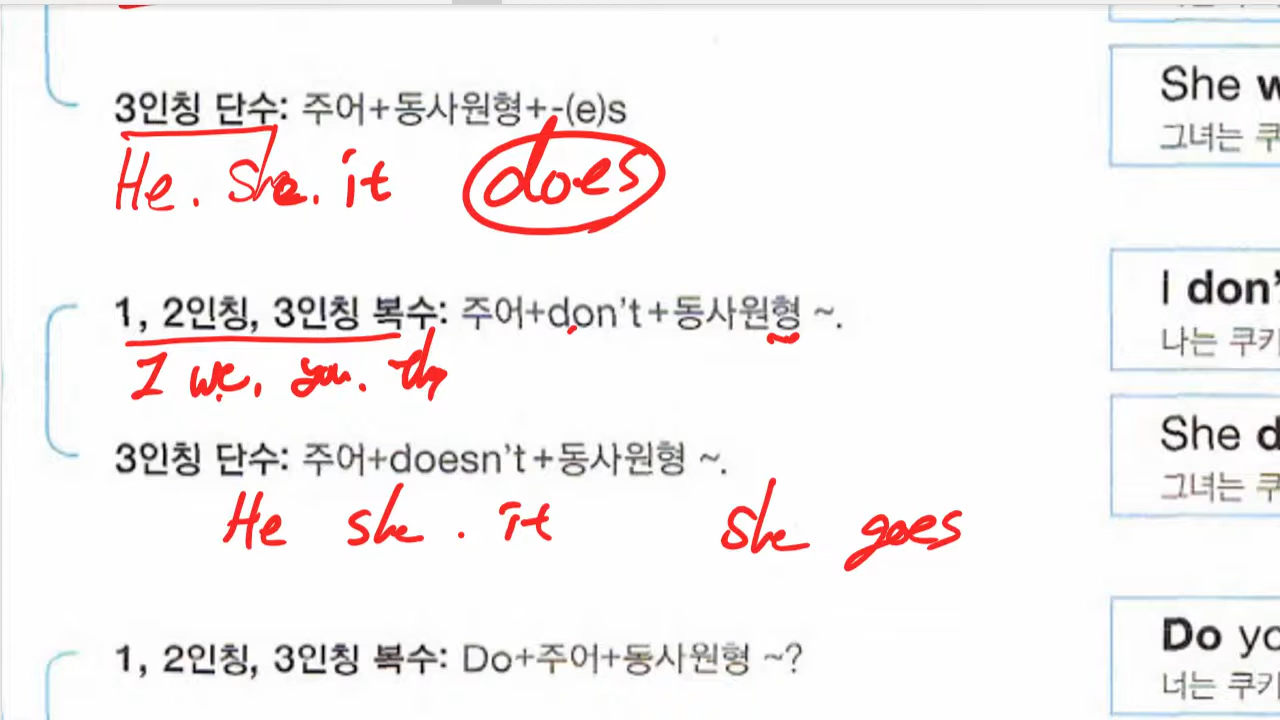 3인칭 단수: 주어+동사원형+-(e)s
He. She. it does
She w
그녀는 쿠
1, 2인칭, 3인칭 복수: 주어+don't+동사원형 ~.
I we. you. they
I don'
나는 쿠키
3인칭 단수: 주어+doesn't+동사원형 ~.
She d
그녀는 쿠
He she. it she goes
1, 2인칭, 3인칭 복수: Do+주어+동사원형 ~?
Do yo
너는 쿠키